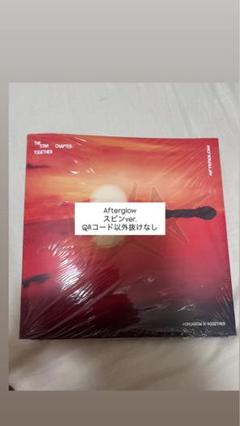 THE
STAR CHAPTER:
TOGETHER
AFTERGLOW
Afterglow
スピンver.
QRコード以外抜けなし
TOMORROW X TOGETHER